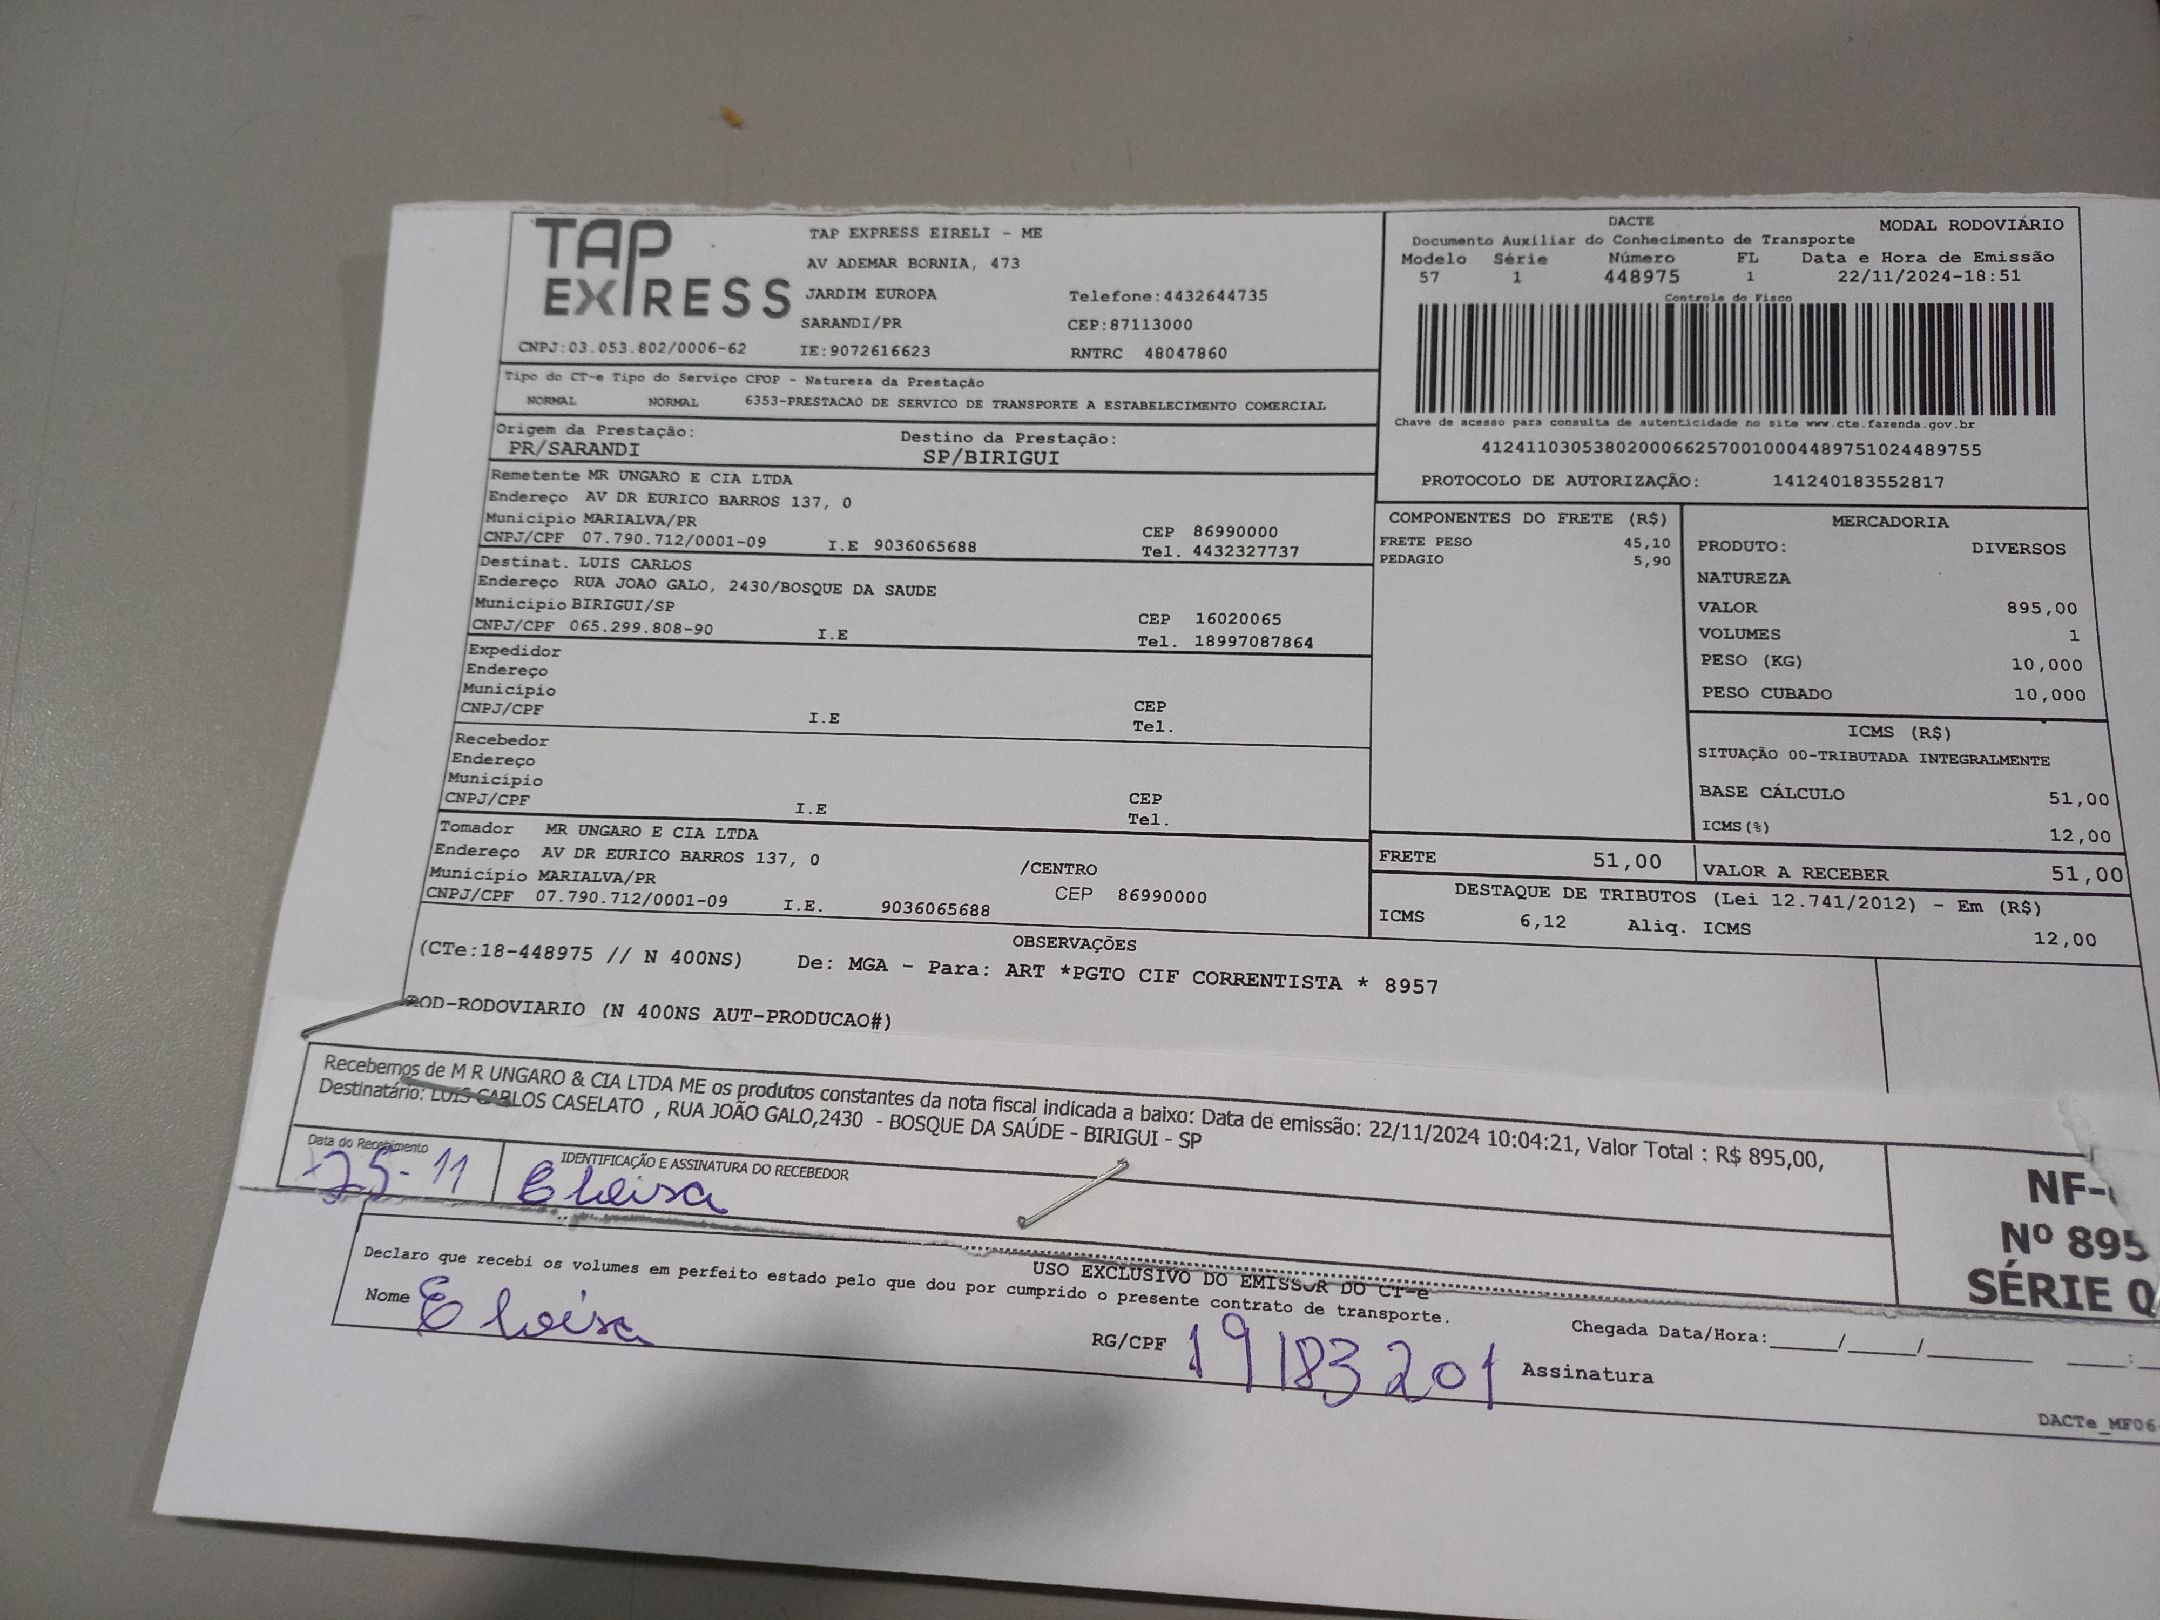 TAP EXPRESS
TAP EXPRESS EIRELI - ME
AV ADEMAR BORNIA, 473
JARDIM EUROPA Telefone:4432644735
SARANDI/PR CEP:87113000
CNPJ:03.053.802/0006-62 IE:9072616623 RNTRC 48047860
DACTE MODAL RODOVIÁRIO
Documento Auxiliar do Conhecimento de Transporte
Modelo Série Número FL Data e Hora de Emissão
57 1 448975 1 22/11/2024-18:51
Controle do Fisco
Chave de acesso para consulta de autenticidade no site www.cte.fazenda.gov.br
41241103053802000662570010004489751024489755
PROTOCOLO DE AUTORIZAÇÃO: 141240183552817
Tipo do CT-e Tipo do Serviço CFOP - Natureza da Prestação
NORMAL NORMAL 6353-PRESTACAO DE SERVICO DE TRANSPORTE A ESTABELECIMENTO COMERCIAL
Origem da Prestação: Destino da Prestação:
PR/SARANDI SP/BIRIGUI
Remetente MR UNGARO E CIA LTDA
Endereço AV DR EURICO BARROS 137, 0
Município MARIALVA/PR CEP 86990000
CNPJ/CPF 07.790.712/0001-09 I.E 9036065688 Tel. 4432327737
Destinat. LUIS CARLOS
Endereço RUA JOAO GALO, 2430/BOSQUE DA SAUDE
Município BIRIGUI/SP CEP 16020065
CNPJ/CPF 065.299.808-90 I.E Tel. 18997087864
Expedidor
Endereço
Município CEP
CNPJ/CPF I.E Tel.
Recebedor
Endereço
Município CEP
CNPJ/CPF I.E Tel.
Tomador MR UNGARO E CIA LTDA
Endereço AV DR EURICO BARROS 137, 0 /CENTRO
Município MARIALVA/PR CEP 86990000
CNPJ/CPF 07.790.712/0001-09 I.E. 9036065688
COMPONENTES DO FRETE (R$)
FRETE PESO 45,10
PEDAGIO 5,90
MERCADORIA
PRODUTO: DIVERSOS
NATUREZA
VALOR 895,00
VOLUMES 1
PESO (KG) 10,000
PESO CUBADO 10,000
ICMS (R$)
SITUAÇÃO 00-TRIBUTADA INTEGRALMENTE
BASE CÁLCULO 51,00
ICMS(%) 12,00
FRETE 51,00 VALOR A RECEBER 51,00
DESTAQUE DE TRIBUTOS (Lei 12.741/2012) - Em (R$)
ICMS 6,12 Aliq. ICMS 12,00
OBSERVAÇÕES
(CTe:18-448975 // N 400NS) De: MGA - Para: ART *PGTO CIF CORRENTISTA * 8957
ROD-RODOVIARIO (N 400NS AUT-PRODUCAO#)
Recebemos de M R UNGARO & CIA LTDA ME os produtos constantes da nota fiscal indicada a baixo: Data de emissão: 22/11/2024 10:04:21, Valor Total : R$ 895,00,
Destinatário: LUIS CARLOS CASELATO , RUA JOÃO GALO,2430 - BOSQUE DA SAÚDE - BIRIGUI - SP
Data do Recebimento IDENTIFICAÇÃO E ASSINATURA DO RECEBEDOR
25-11 Eloisa
NF-
Nº 895
SÉRIE
USO EXCLUSIVO DO EMISSOR DO CT-e
Declaro que recebi os volumes em perfeito estado pelo que dou por cumprido o presente contrato de transporte.
Nome Eloisa RG/CPF 19183201 Chegada Data/Hora:____/____/______ ____:
Assinatura
DACTe_MF06